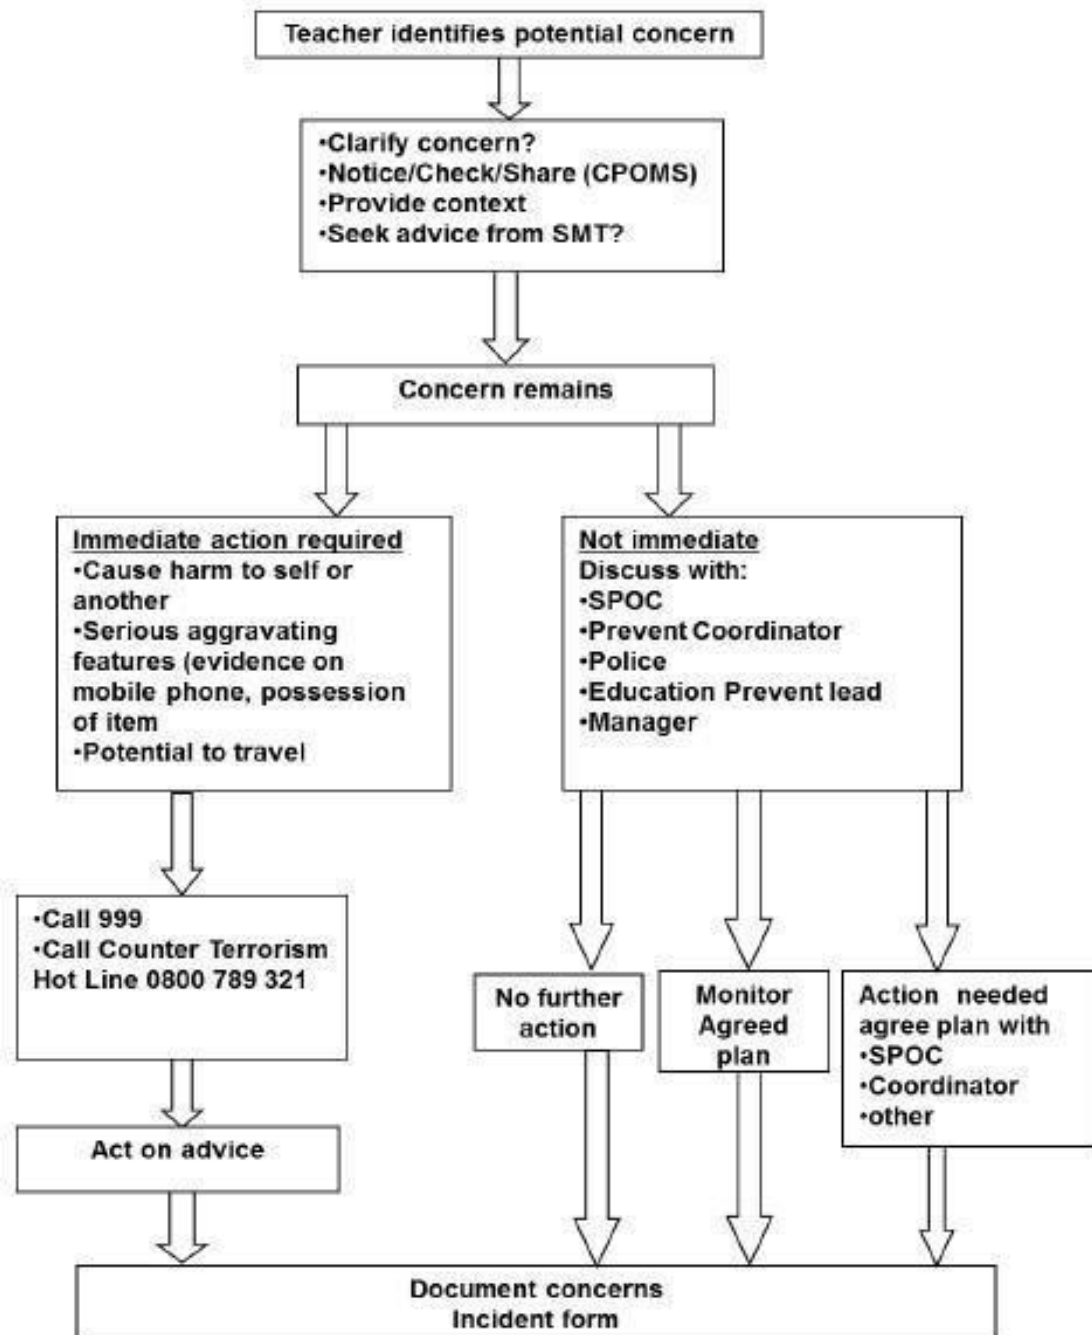 Teacher identifies potential concern
•Clarify concern?
•Notice/Check/Share (CPOMS)
•Provide context
•Seek advice from SMT?
Concern remains
Immediate action required
•Cause harm to self or
another
•Serious aggravating
features (evidence on
mobile phone, possession
of item
•Potential to travel
Not immediate
Discuss with:
•SPOC
•Prevent Coordinator
•Police
•Education Prevent lead
•Manager
•Call 999
•Call Counter Terrorism
Hot Line 0800 789 321
No further
action
Monitor
Agreed
plan
Action needed
agree plan with
•SPOC
•Coordinator
•other
Act on advice
Document concerns
Incident form